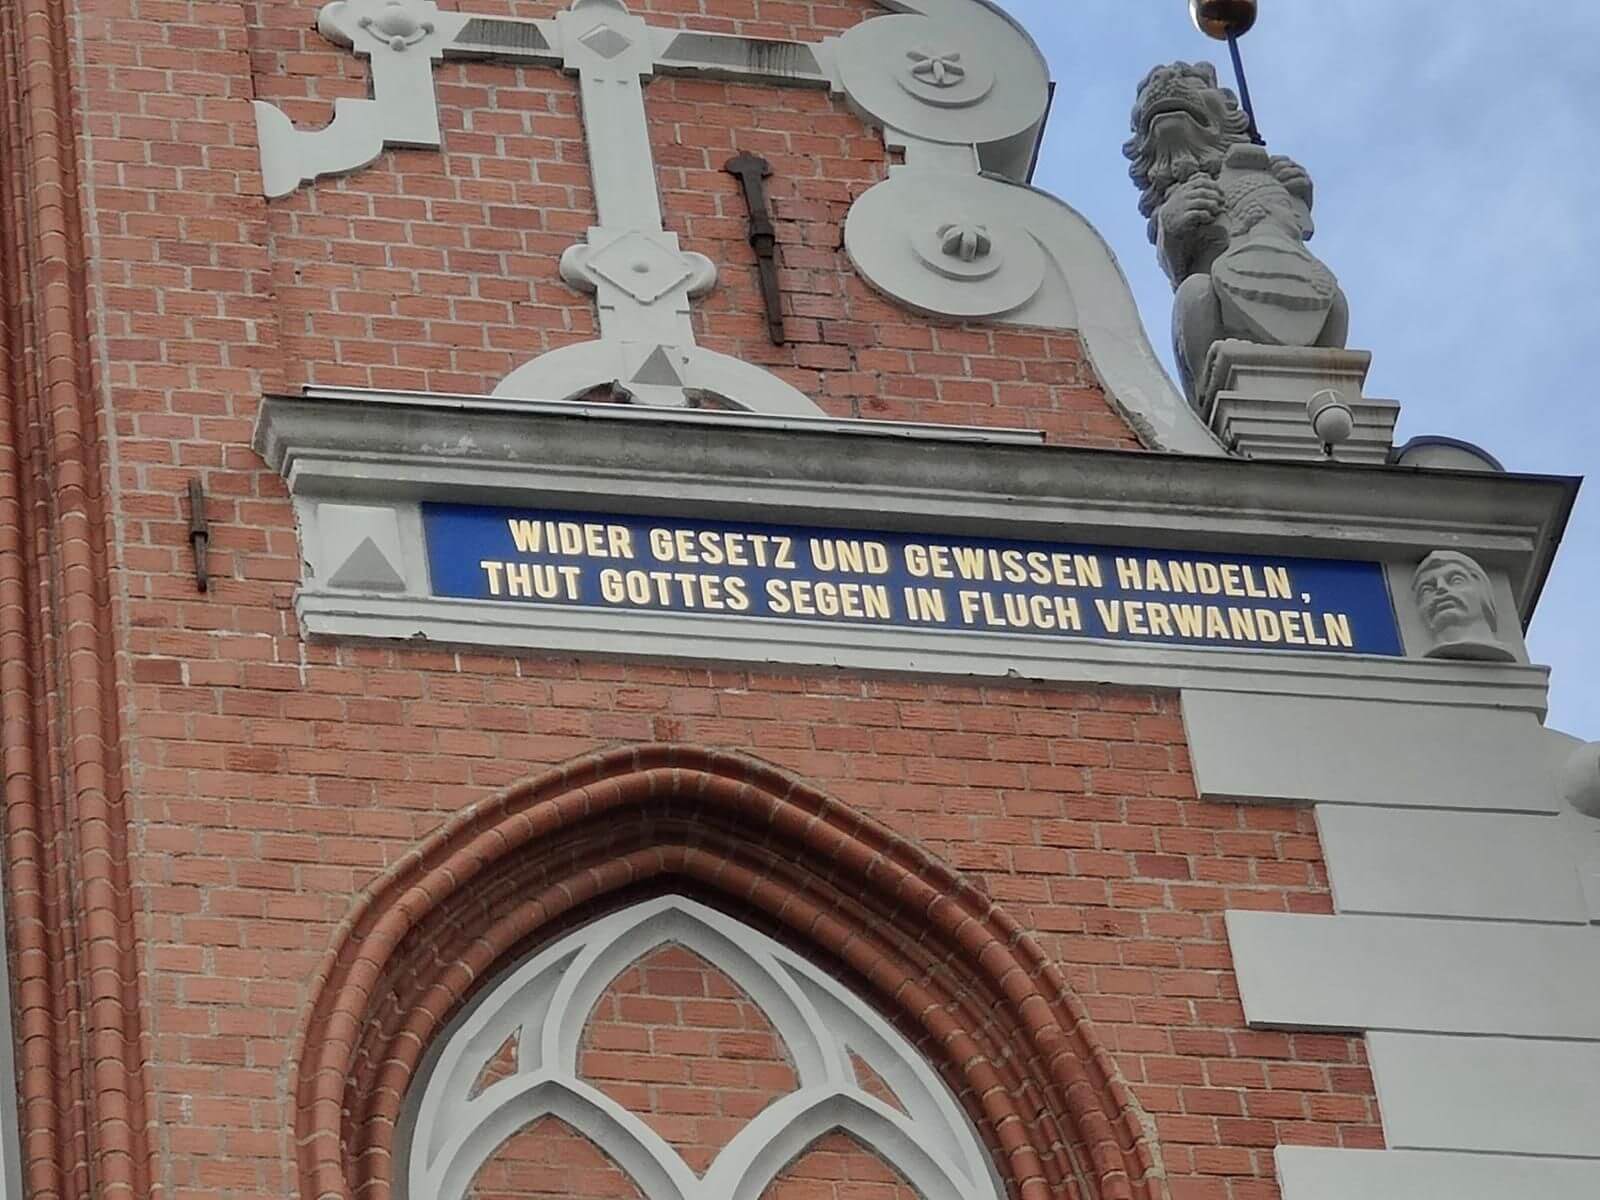 WIDER GESETZ UND GEWISSEN HANDELN,
THUT GOTTES SEGEN IN FLUCH VERWANDELN